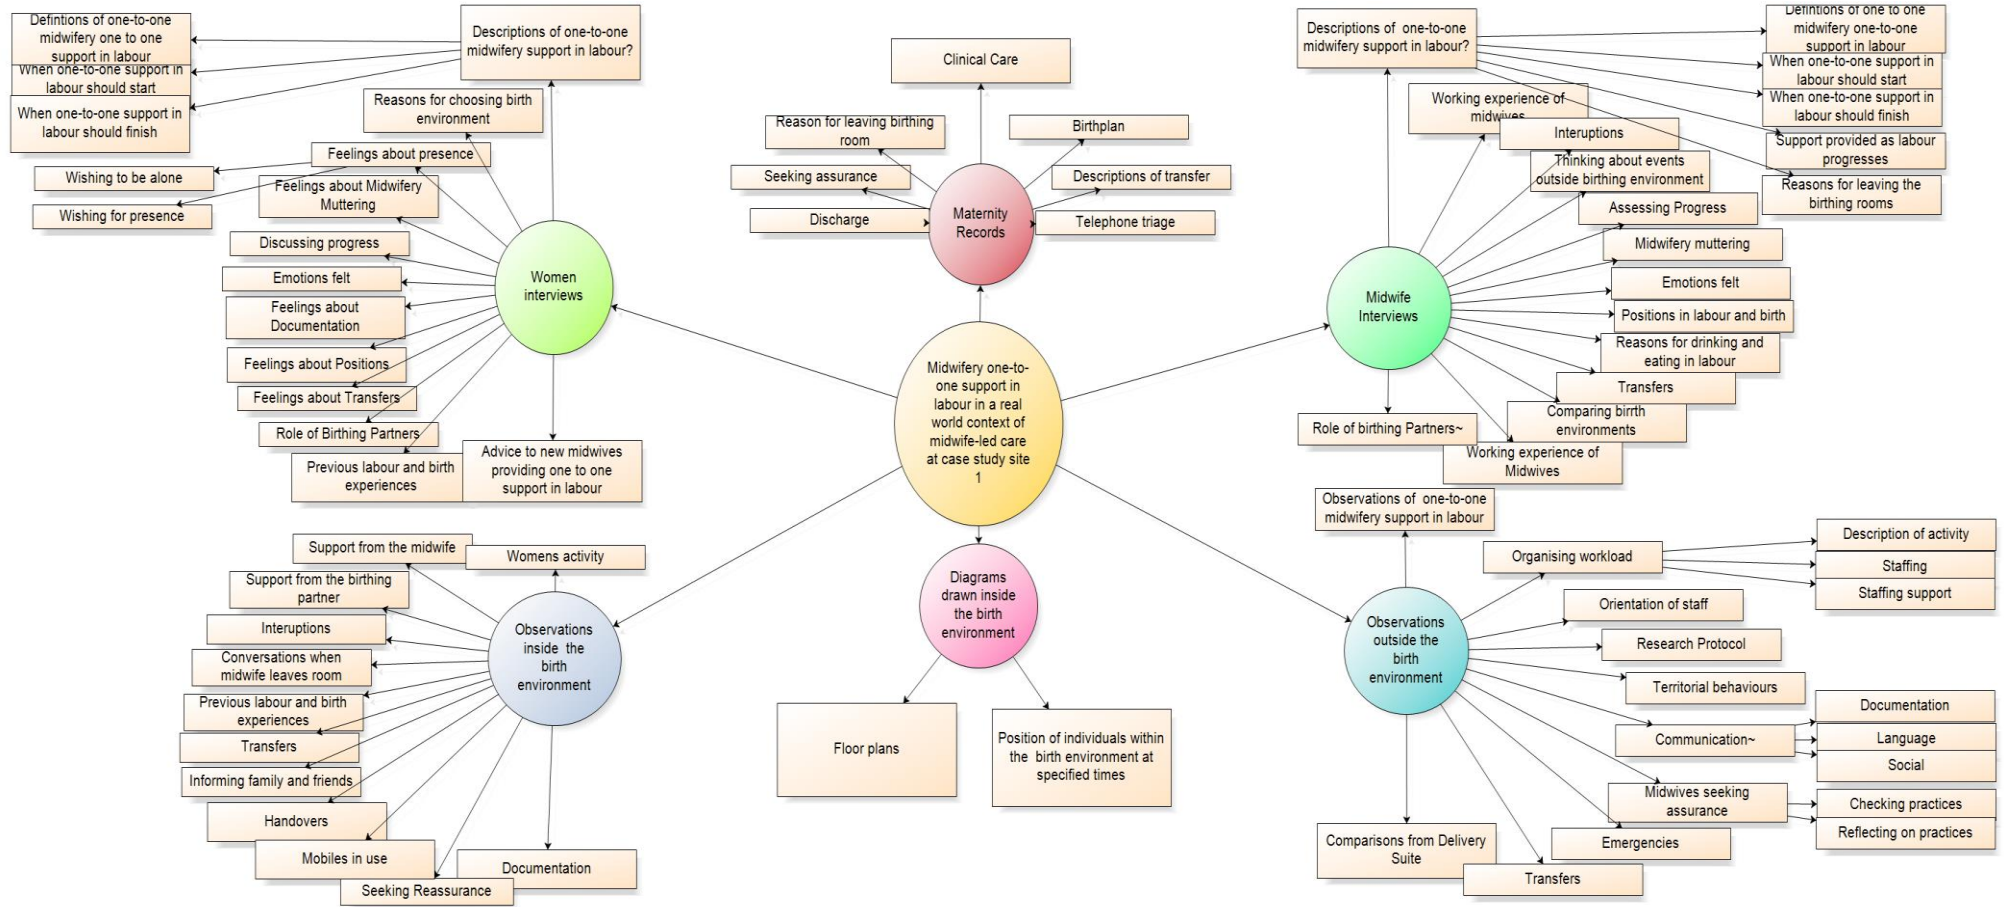 Defintions of one-to-one
midwifery one to one
support in labour
When one-to-one support in
labour should start
When one-to-one support in
labour should finish
Descriptions of one-to-one
midwifery support in labour?
Reasons for choosing birth
environment
Feelings about presence
Wishing to be alone
Wishing for presence
Feelings about Midwifery
Muttering
Discussing progress
Emotions felt
Feelings about
Documentation
Feelings about Positions
Feelings about Transfers
Role of Birthing Partners
Previous labour and birth
experiences
Advice to new midwives
providing one to one
support in labour
Women
interviews
Clinical Care
Reason for leaving birthing
room
Birthplan
Seeking assurance
Descriptions of transfer
Discharge
Telephone triage
Maternity
Records
Midwifery one-to-
one support in
labour in a real
world context of
midwife-led care
at case study site
1
Descriptions of one-to-one
midwifery support in labour?
Defintions of one to one
midwifery one-to-one
support in labour
When one-to-one support in
labour should start
When one-to-one support in
labour should finish
Support provided as labour
progresses
Reasons for leaving the
birthing rooms
Working experience of
midwives
Interuptions
Thinking about events
outside birthing environment
Assessing Progress
Midwifery muttering
Emotions felt
Positions in labour and birth
Reasons for drinking and
eating in labour
Transfers
Comparing birth
environments
Working experience of
Midwives
Role of birthing Partners~
Midwife
Interviews
Support from the midwife
Womens activity
Support from the birthing
partner
Interuptions
Conversations when
midwife leaves room
Previous labour and birth
experiences
Transfers
Informing family and friends
Handovers
Mobiles in use
Seeking Reassurance
Documentation
Observations
inside the
birth
environment
Diagrams
drawn inside
the birth
environment
Floor plans
Position of individuals within
the birth environment at
specified times
Observations of one-to-one
midwifery support in labour
Organising workload
Description of activity
Staffing
Staffing support
Orientation of staff
Research Protocol
Territorial behaviours
Communication~
Documentation
Language
Social
Midwives seeking
assurance
Checking practices
Reflecting on practices
Emergencies
Transfers
Comparisons from Delivery
Suite
Observations
outside the
birth
environment